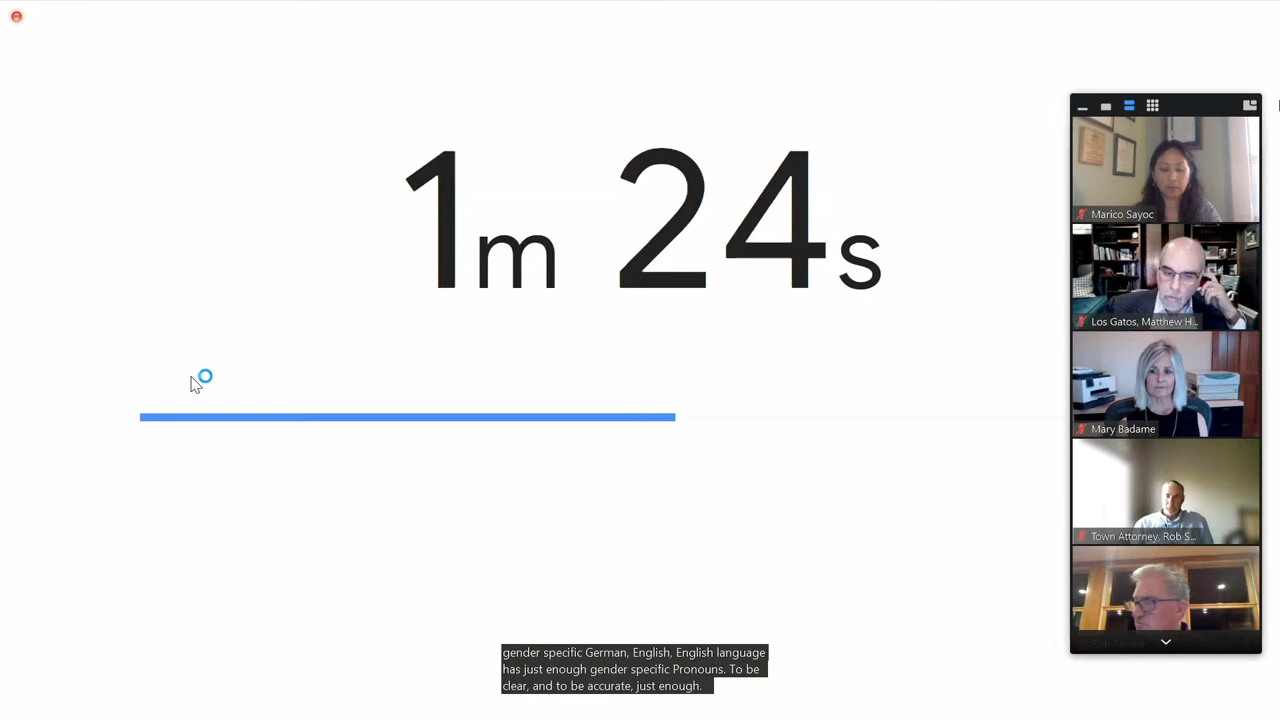 1m 24s
Marico Sayoc
Los Gatos, Matthew H...
Mary Badame
Town Attorney, Rob S...
gender specific German, English, English language
has just enough gender specific Pronouns. To be
clear, and to be accurate, just enough.